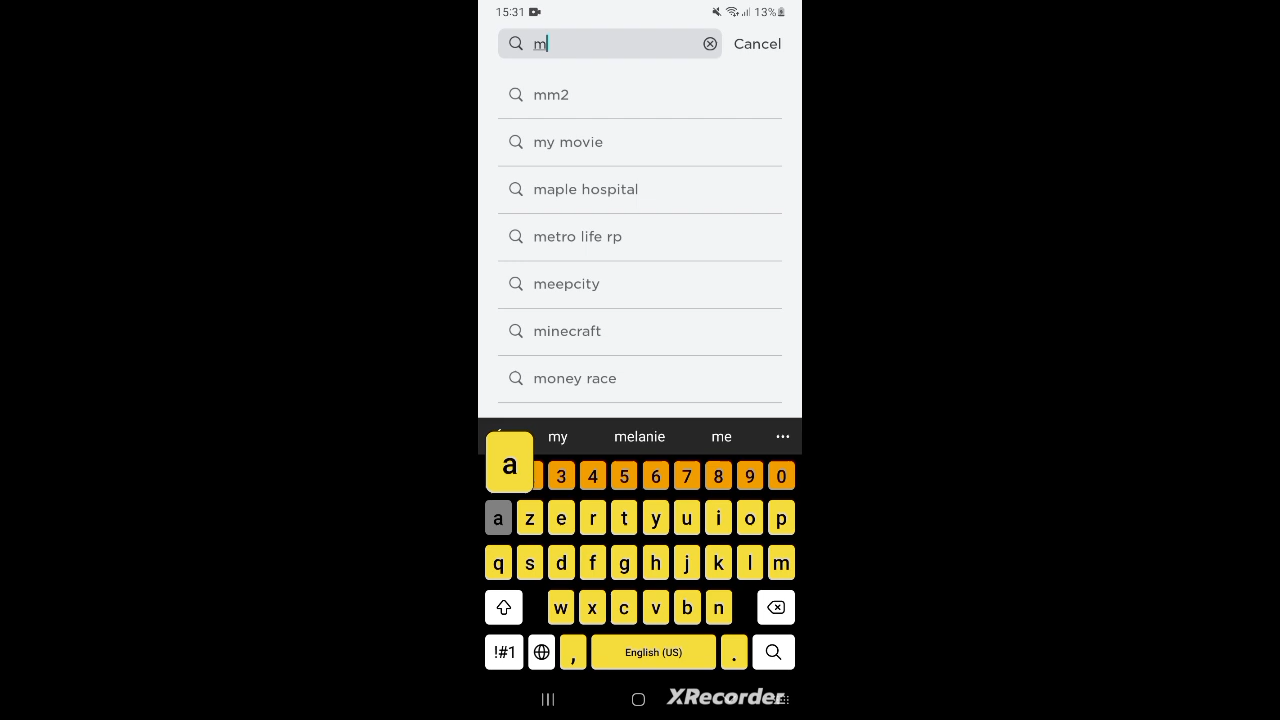 15:31 13%
m Cancel
mm2
my movie
maple hospital
metro life rp
meepcity
minecraft
money race
my melanie me ...
a
3 4 5 6 7 8 9 0
a z e r t y u i o p
q s d f g h j k l m
w x c v b n
!#1 , English (US) .
XRecorder